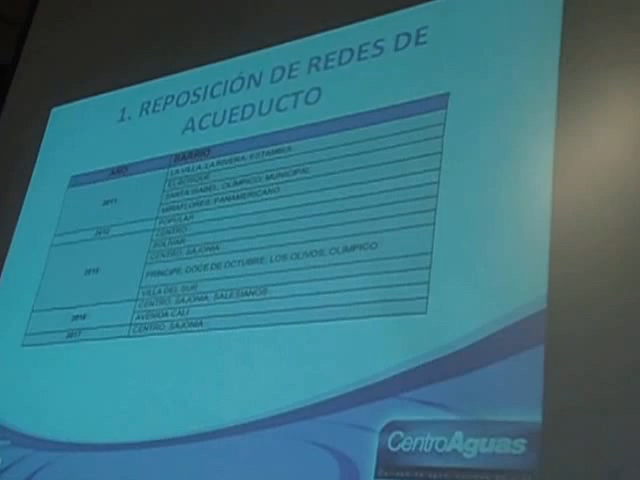 1. REPOSICIÓN DE REDES DE
ACUEDUCTO
AÑO BARRIO
LA VILLA, LA RIVERA, ESTAMBUL
EL BOSQUE
2011 SANTA ISABEL, OLÍMPICO, MUNICIPAL
MIRAFLORES, PANAMERICANO
POPULAR
CENTRO
BOLÍVAR
CENTRO, SAJONIA
PRINCIPE, DOCE DE OCTUBRE, LOS OLIVOS, OLÍMPICO
VILLA DEL SUR
CENTRO, SAJONIA, SALESIANOS
AVENIDA CALI
2017 CENTRO, SAJONIA
CentroAguas